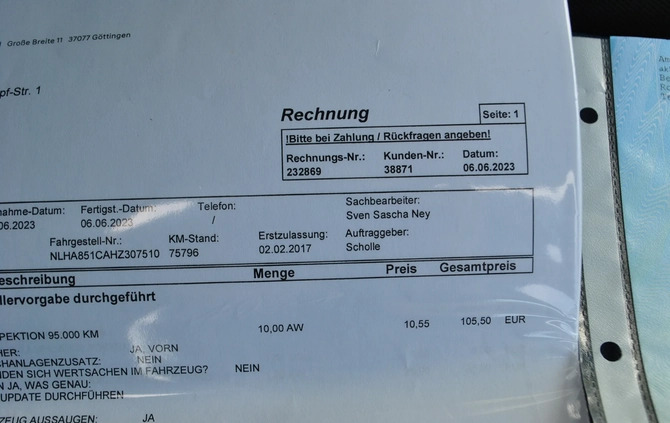 Große Breite 11 37077 Göttingen
pf-Str. 1
Rechnung
Seite: 1
!Bitte bei Zahlung / Rückfragen angeben!
Rechnungs-Nr.: Kunden-Nr.: Datum:
232869 38871 06.06.2023
nahme-Datum: Fertigst.-Datum: Telefon: Sachbearbeiter:
06.2023 06.06.2023 / Sven Sascha Ney
Fahrgestell-Nr.: KM-Stand: Erstzulassung: Auftraggeber:
NLHA851CAHZ307510 75796 02.02.2017 Scholle
eschreibung Menge Preis Gesamtpreis
llervorgabe durchgeführt
PEKTION 95.000 KM 10,00 AW 10,55 105,50 EUR
HER: JA, VORN
CHANLAGENZUSATZ: NEIN
NDEN SICH WERTSACHEN IM FAHRZEUG? NEIN
N JA, WAS GENAU:
UPDATE DURCHFÜHREN
ZEUG AUSSAUGEN: JA